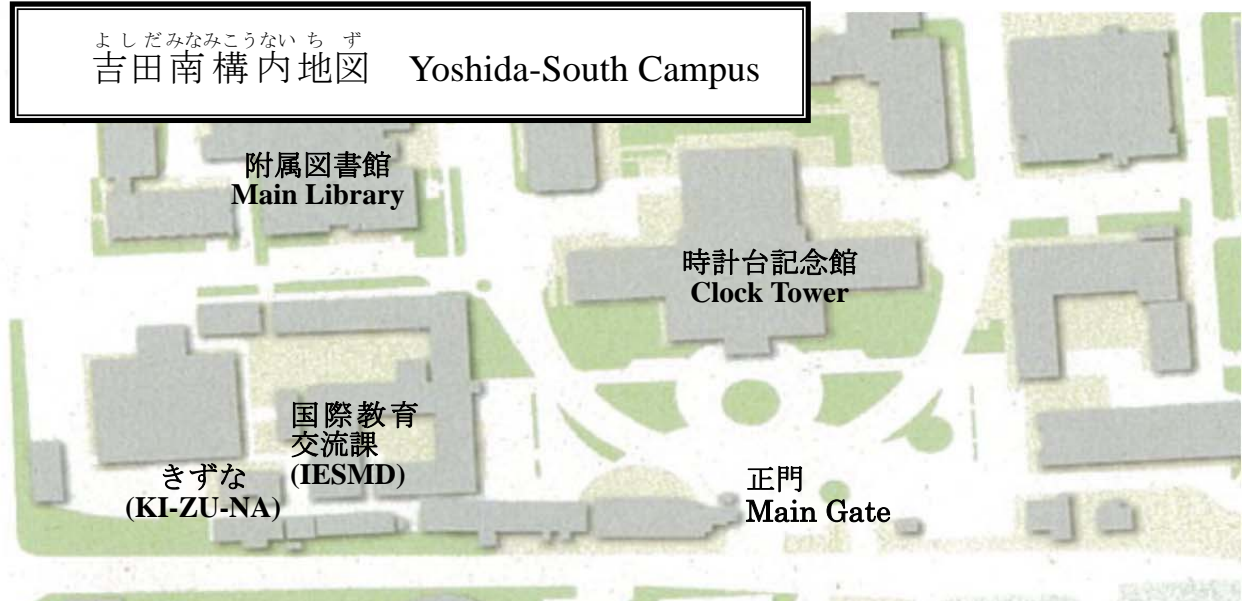 よしだみなみこうない ち ず
吉田南構内地図 Yoshida-South Campus
附属図書館
Main Library
時計台記念館
Clock Tower
国際教育
交流課
(IESMD)
きずな
(KI-ZU-NA)
正門
Main Gate